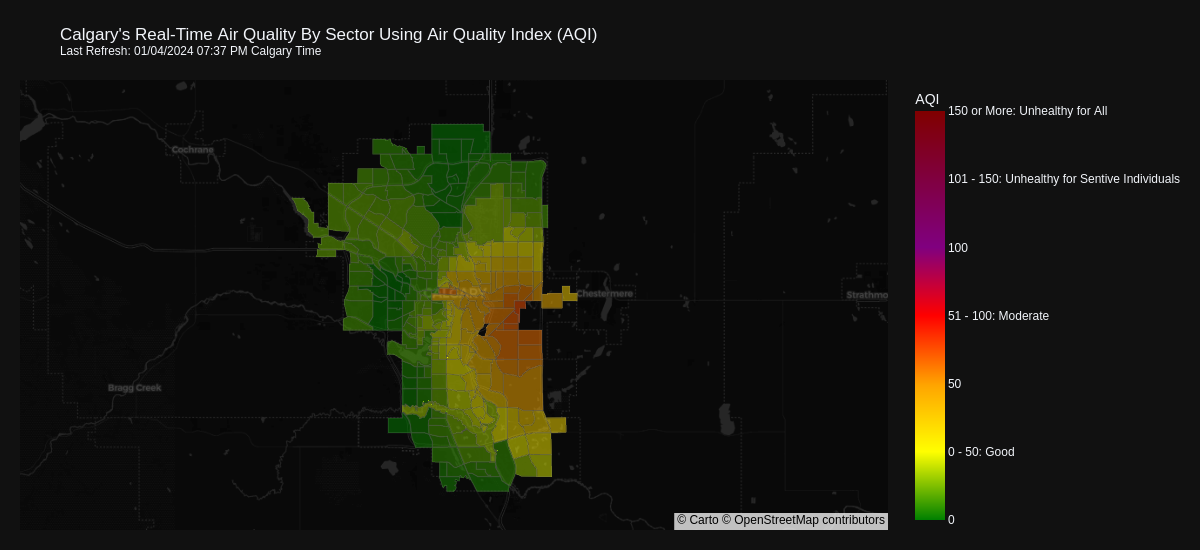 Calgary's Real-Time Air Quality By Sector Using Air Quality Index (AQI)
Last Refresh: 01/04/2024 07:37 PM Calgary Time
AQI
150 or More: Unhealthy for All
Cochrane
101 - 150: Unhealthy for Sentive Individuals
100
CALGARY
Chestermere
Strathmo
51 - 100: Moderate
Bragg Creek
50
0 - 50: Good
© Carto © OpenStreetMap contributors
0